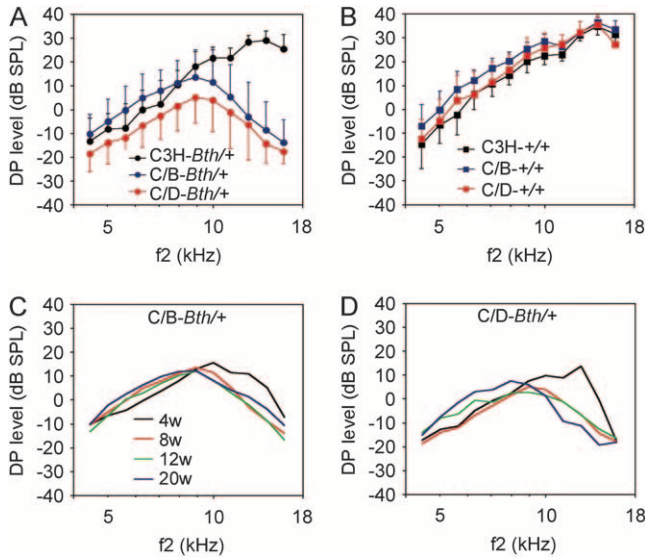 A
DP level (dB SPL)
40
30
20
10
0
-10
-20
-30
-40
C3H-Bth/+
C/B-Bth/+
C/D-Bth/+
5
10
18
f2 (kHz)
B
DP level (dB SPL)
40
30
20
10
0
-10
-20
-30
-40
C3H-+/+
C/B-+/+
C/D-+/+
5
10
18
f2 (kHz)
C
DP level (dB SPL)
40
30
20
10
0
-10
-20
-30
-40
C/B-Bth/+
4w
8w
12w
20w
5
10
18
f2 (kHz)
D
DP level (dB SPL)
40
30
20
10
0
-10
-20
-30
-40
C/D-Bth/+
5
10
18
f2 (kHz)